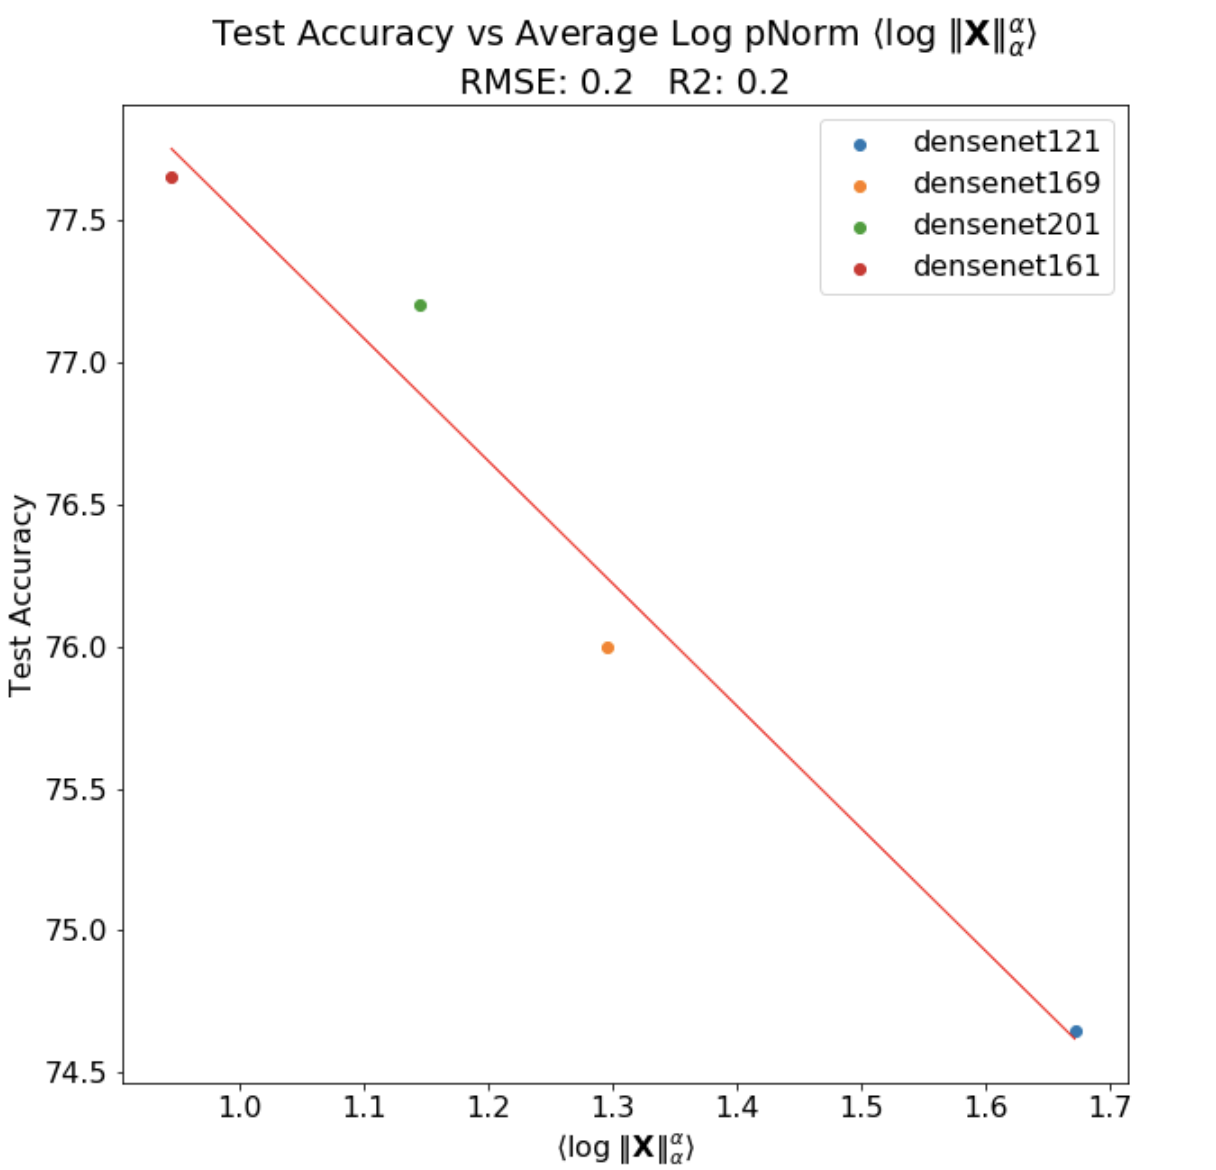 Test Accuracy vs Average Log pNorm ⟨log ‖X‖αα⟩
RMSE: 0.2 R2: 0.2
densenet121
densenet169
densenet201
densenet161
77.5
77.0
76.5
76.0
75.5
75.0
74.5
Test Accuracy
1.0 1.1 1.2 1.3 1.4 1.5 1.6 1.7
⟨log ‖X‖αα⟩